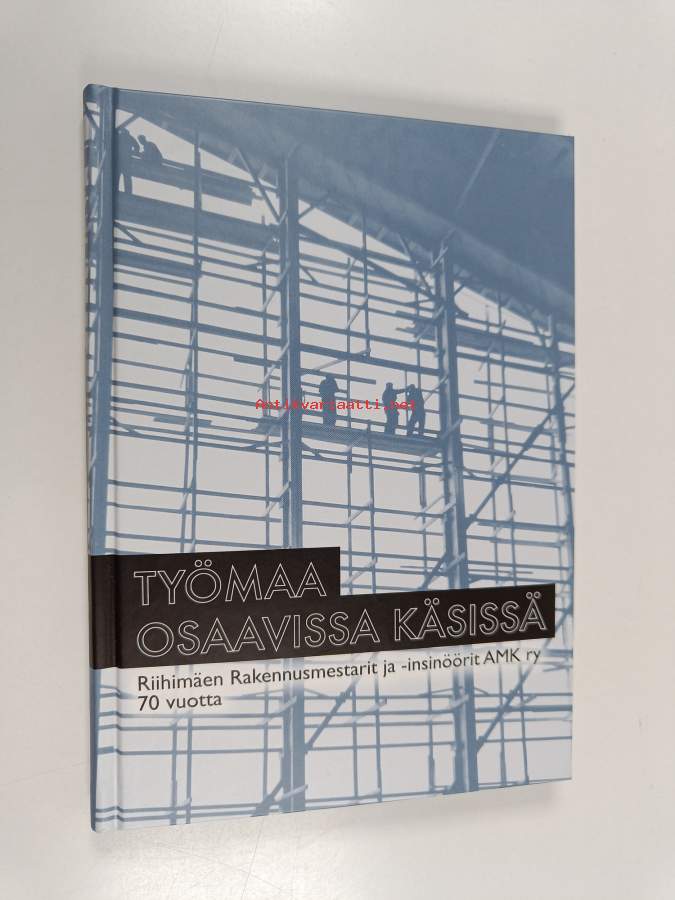 Antikvariaatti.net
TYÖMAA
OSAAVISSA KÄSISSÄ
Riihimäen Rakennusmestarit ja -insinöörit AMK ry
70 vuotta